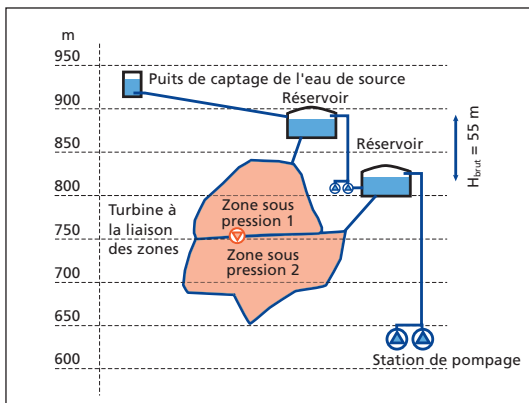 m
950
900
850
800
750
700
650
600
Puits de captage de l'eau de source
Réservoir
Réservoir
H_brut = 55 m
Zone sous
pression 1
Turbine à
la liaison
des zones
Zone sous
pression 2
Station de pompage